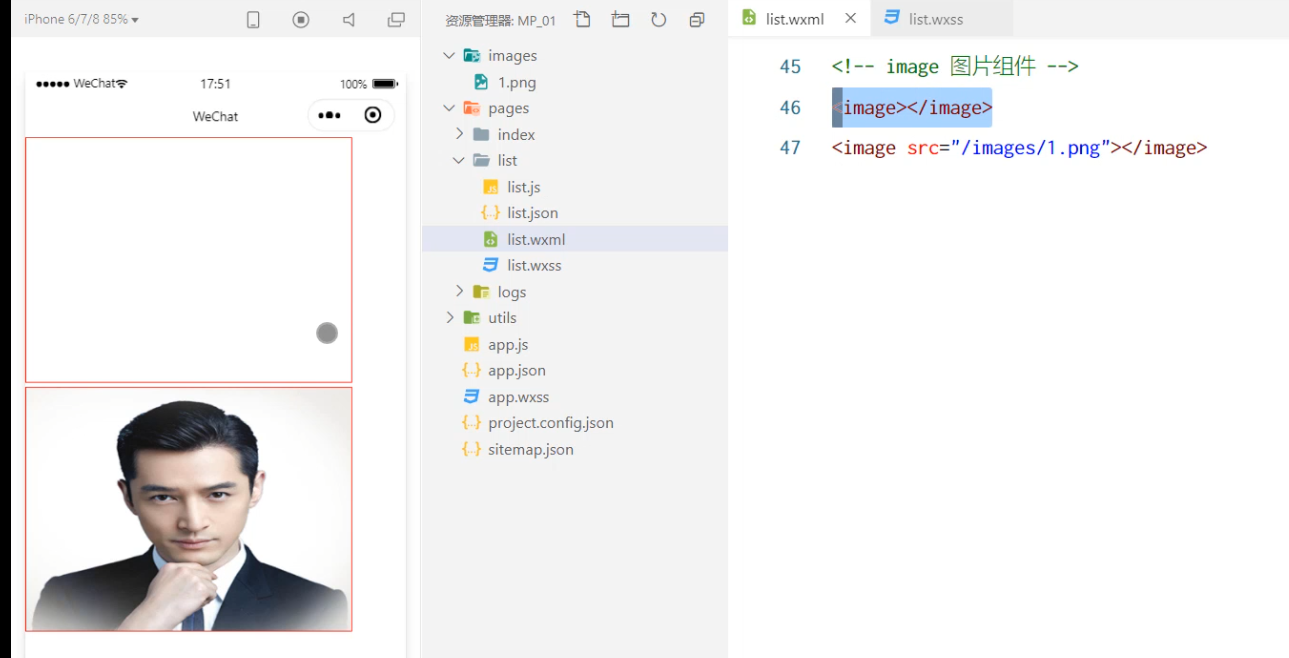 iPhone 6/7/8 85%
WeChat
17:51
100%
WeChat
资源管理器: MP_01
images
1.png
pages
index
list
list.js
list.json
list.wxml
list.wxss
logs
utils
app.js
app.json
app.wxss
project.config.json
sitemap.json
list.wxml
list.wxss
45 <!-- image 图片组件 -->
46 <image></image>
47 <image src="/images/1.png"></image>